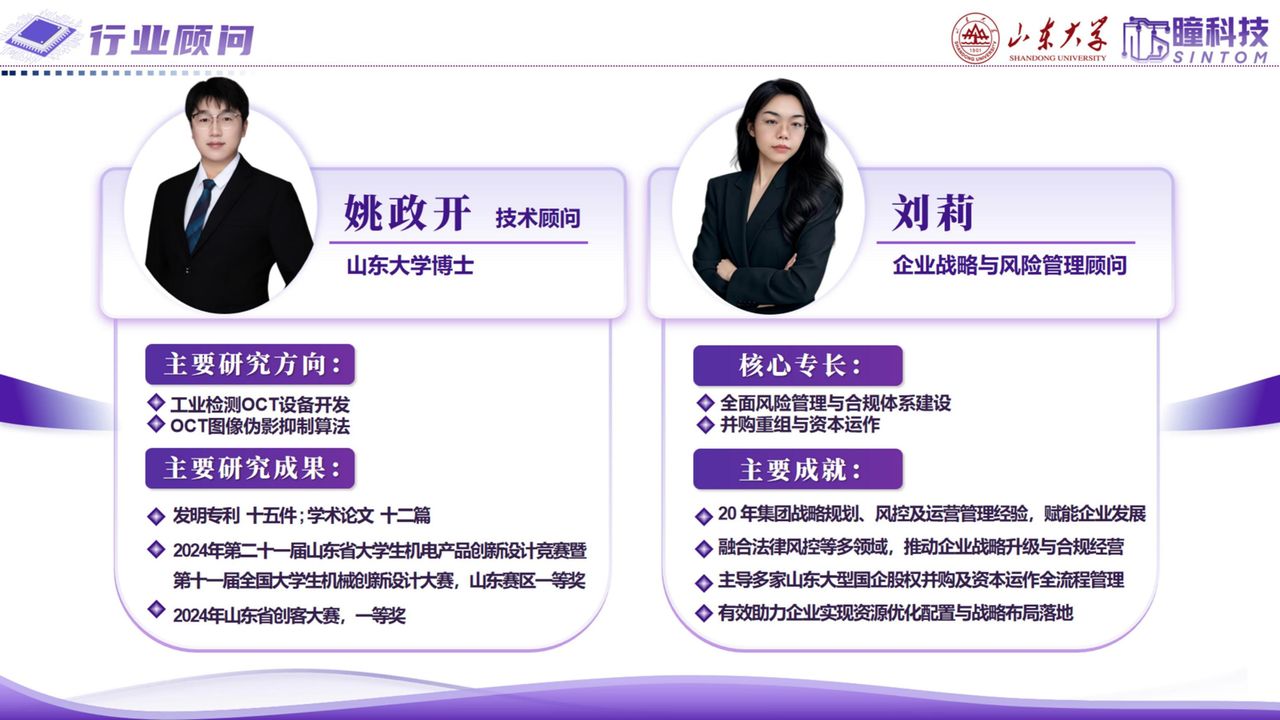 行业顾问
山东大学
SHANDONG UNIVERSITY
瞳科技
SINTOM
姚政开 技术顾问
山东大学博士
主要研究方向：
工业检测OCT设备开发
OCT图像伪影抑制算法
主要研究成果：
发明专利 十五件；学术论文 十二篇
2024年第二十一届山东省大学生机电产品创新设计竞赛暨
第十一届全国大学生机械创新设计大赛，山东赛区一等奖
2024年山东省创客大赛，一等奖
刘莉
企业战略与风险管理顾问
核心专长：
全面风险管理与合规体系建设
并购重组与资本运作
主要成就：
20 年集团战略规划、风控及运营管理经验，赋能企业发展
融合法律风控等多领域，推动企业战略升级与合规经营
主导多家山东大型国企股权并购及资本运作全流程管理
有效助力企业实现资源优化配置与战略布局落地